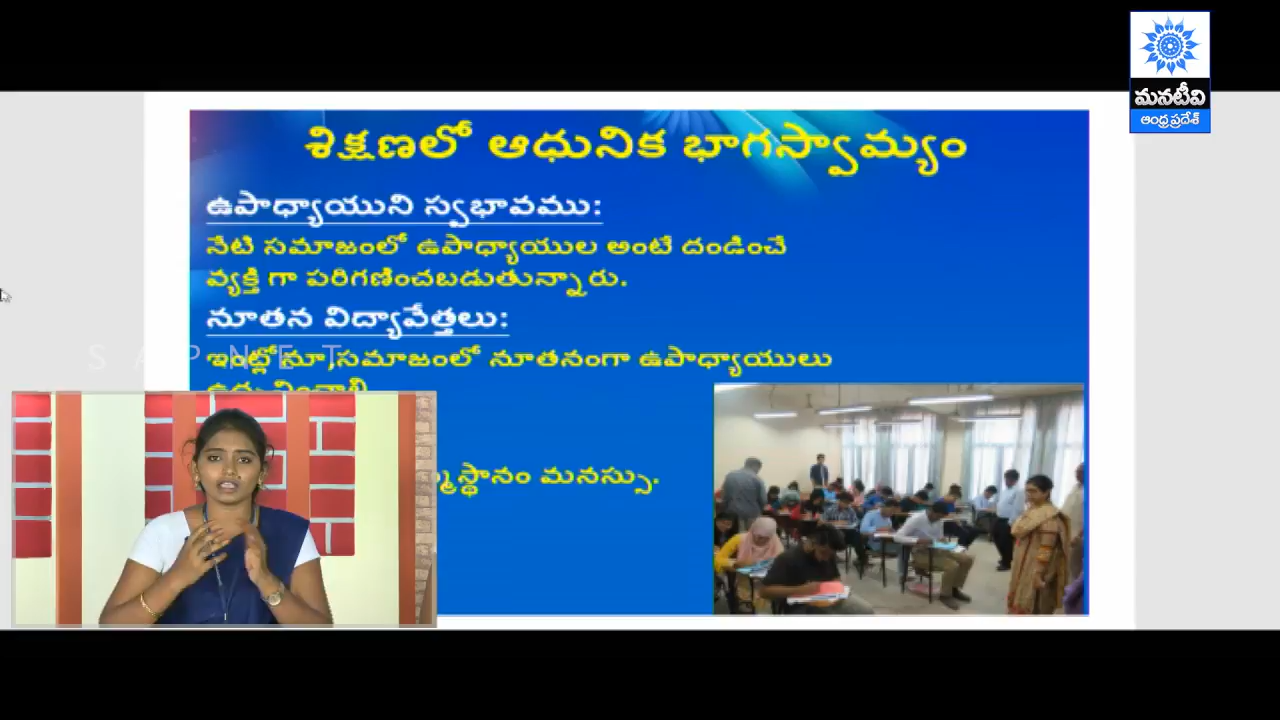 మనటీవి
ఆంధ్రప్రదేశ్
శిక్షణలో ఆధునిక భాగస్వామ్యం
ఉపాధ్యాయుని స్వభావము:
నేటి సమాజంలో ఉపాధ్యాయుల అంటే దండించే
వ్యక్తి గా పరిగణించబడుతున్నారు.
నూతన విద్యావేత్తలు:
ఇంట్లోనూ,సమాజంలో నూతనంగా ఉపాధ్యాయులు
SAPNET
మనస్సు.